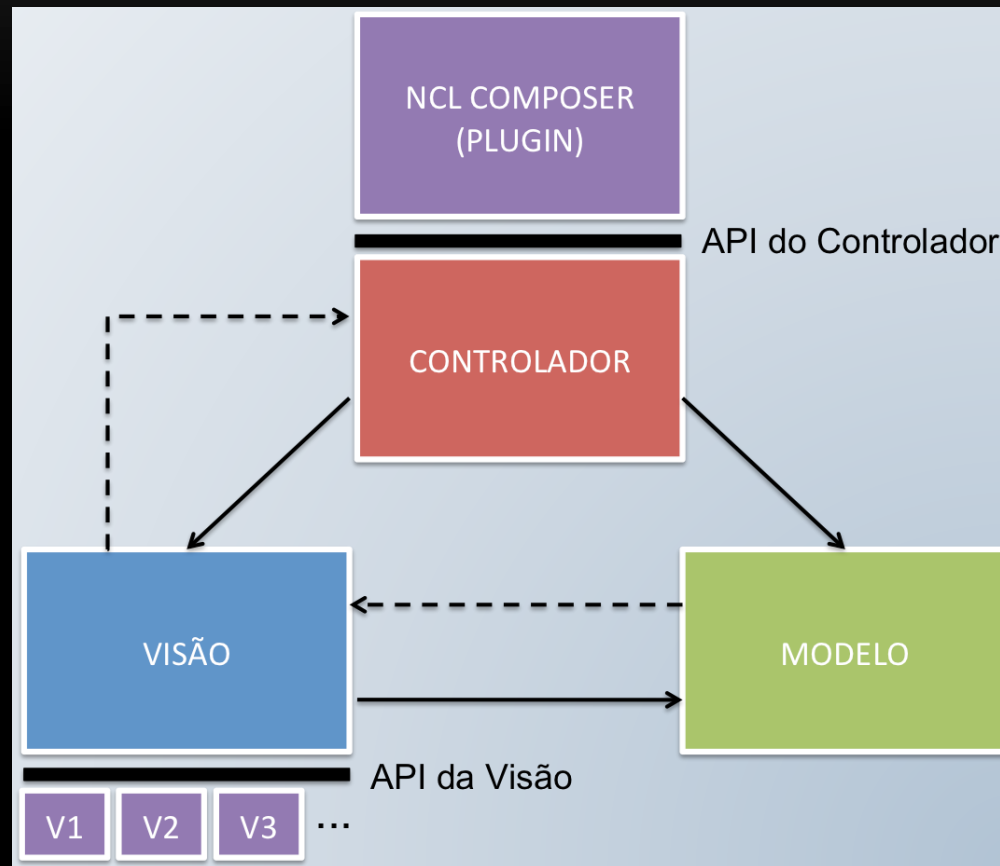 NCL COMPOSER
(PLUGIN)
API do Controlador
CONTROLADOR
VISÃO
MODELO
API da Visão
V1
V2
V3
...